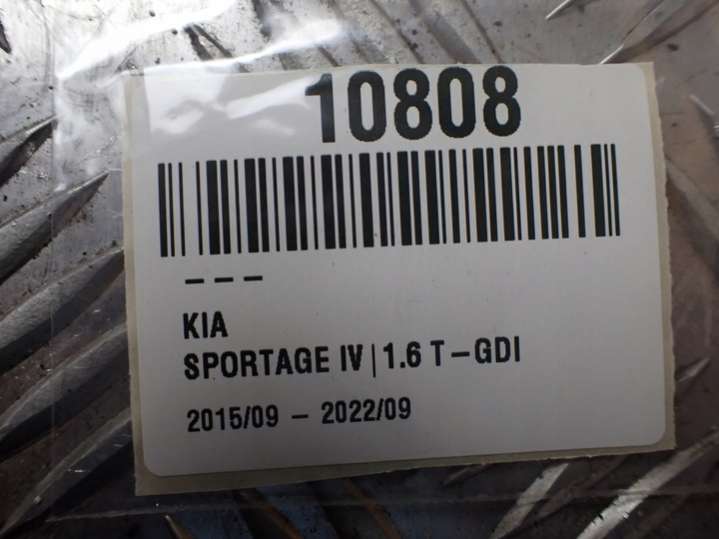 10808
– – –
KIA
SPORTAGE IV | 1.6 T-GDI
2015/09 - 2022/09